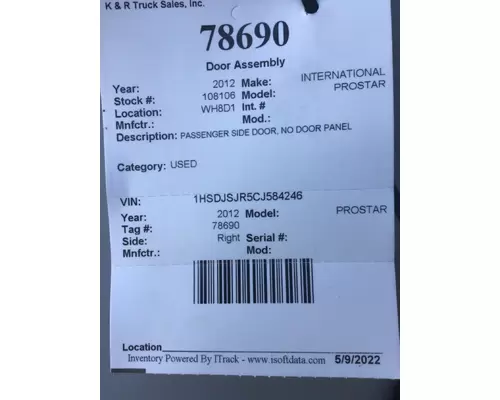 K & R Truck Sales, Inc.
78690
Door Assembly
Year: 2012 Make: INTERNATIONAL
Stock #: 108106 Model: PROSTAR
Location: WH8D1 Int. #
Mnfctr.: Mod.:
Description: PASSENGER SIDE DOOR, NO DOOR PANEL
Category: USED
VIN: 1HSDJSJR5CJ584246
Year: 2012 Model: PROSTAR
Tag #: 78690
Side: Right Serial #:
Mnfctr.: Mod:
Location
Inventory Powered By ITrack - www.isoftdata.com 5/9/2022